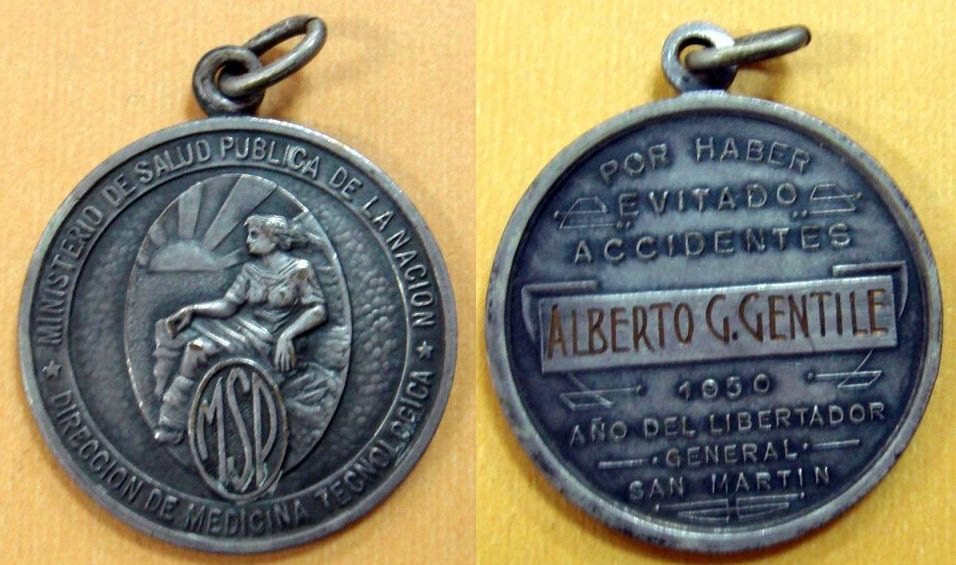 ★ MINISTERIO DE SALUD PUBLICA DE LA NACION ★
DIRECCION DE MEDICINA TECNOLOGICA
MSP
POR HABER
EVITADO
ACCIDENTES
ALBERTO G. GENTILE
1950
AÑO DEL LIBERTADOR
GENERAL
SAN MARTIN